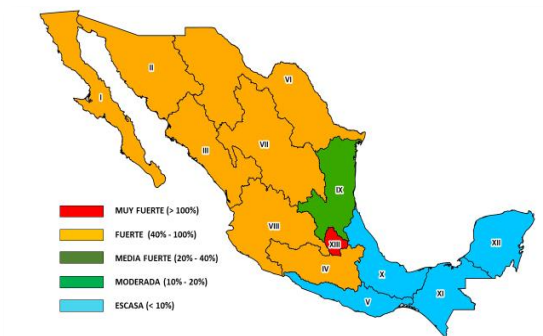 II
VI
I
III
VII
IX
VIII
XIII
XII
IV
X
XI
V
MUY FUERTE (> 100%)
FUERTE (40% - 100%)
MEDIA FUERTE (20% - 40%)
MODERADA (10% - 20%)
ESCASA (< 10%)